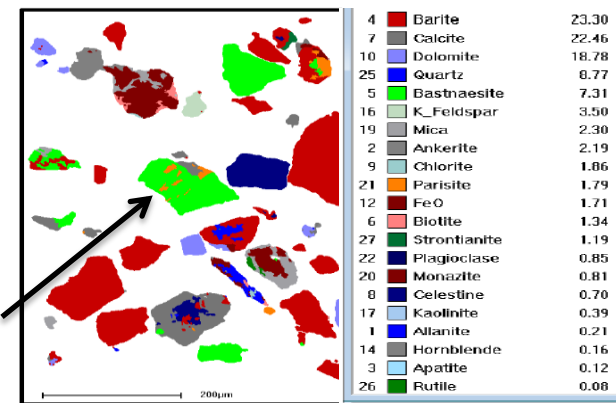 4 Barite 23.30
7 Calcite 22.46
10 Dolomite 18.78
25 Quartz 8.77
5 Bastnaesite 7.31
16 K_Feldspar 3.50
19 Mica 2.30
2 Ankerite 2.19
9 Chlorite 1.86
21 Parisite 1.79
12 FeO 1.71
6 Biotite 1.34
27 Strontianite 1.19
22 Plagioclase 0.85
20 Monazite 0.81
8 Celestine 0.70
17 Kaolinite 0.39
1 Allanite 0.21
14 Hornblende 0.16
3 Apatite 0.12
26 Rutile 0.08
200µm